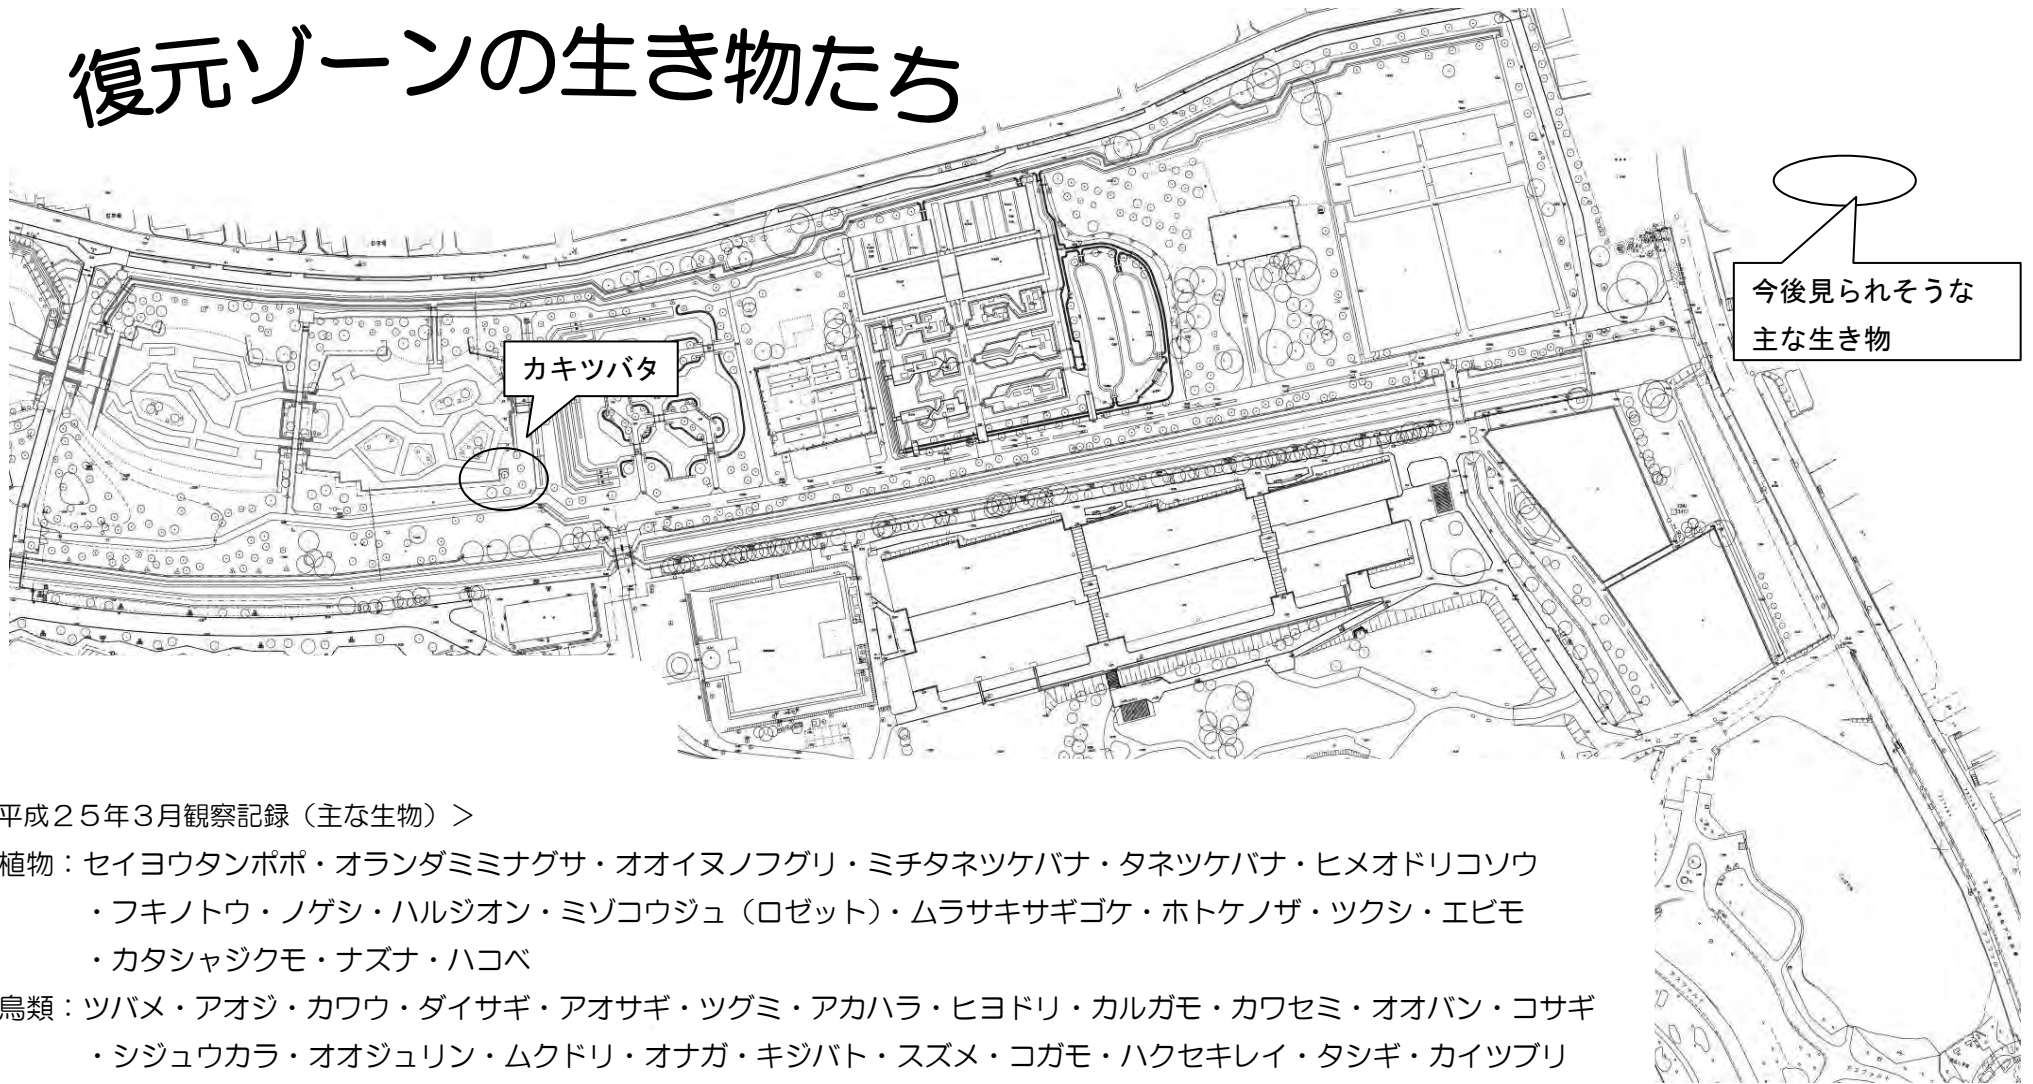 復元ゾーンの生き物たち
今後見られそうな
主な生き物
カキツバタ
平成25年3月観察記録（主な生物）＞
植物：セイヨウタンポポ・オランダミミナグサ・オオイヌノフグリ・ミチタネツケバナ・タネツケバナ・ヒメオドリコソウ
・フキノトウ・ノゲシ・ハルジオン・ミゾコウジュ（ロゼット）・ムラサキサギゴケ・ホトケノザ・ツクシ・エビモ
・カタシャジクモ・ナズナ・ハコベ
鳥類：ツバメ・アオジ・カワウ・ダイサギ・アオサギ・ツグミ・アカハラ・ヒヨドリ・カルガモ・カワセミ・オオバン・コサギ
・シジュウカラ・オオジュリン・ムクドリ・オナガ・キジバト・スズメ・コガモ・ハクセキレイ・タシギ・カイツブリ